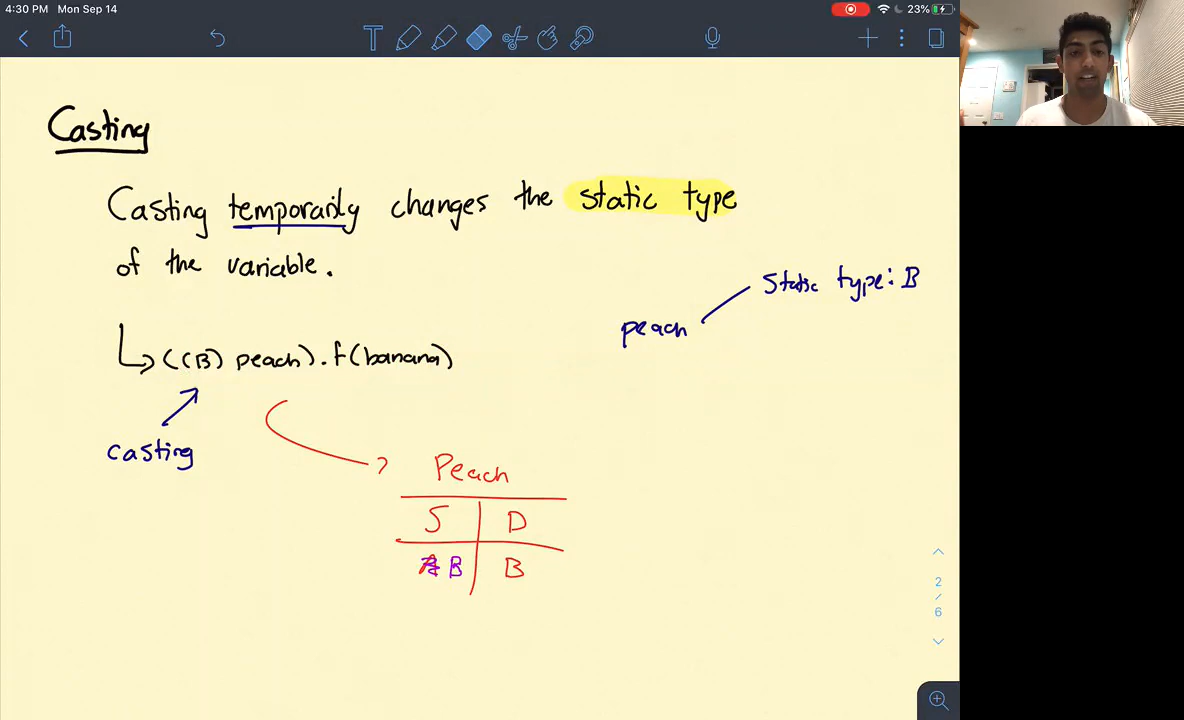 4:30 PM Mon Sep 14
23%
Casting
Casting temporarily changes the static type
of the variable.
Static type: B
peach
((B) peach).f(banana)
casting
Peach
S D
B B
2
/
6